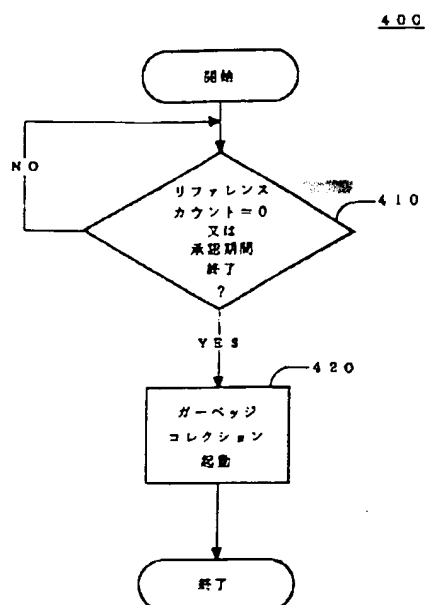 400
開始
NO
リファレンス
カウント=0
又は
承認期間
終了
?
410
YES
420
ガーベッジ
コレクション
起動
終了